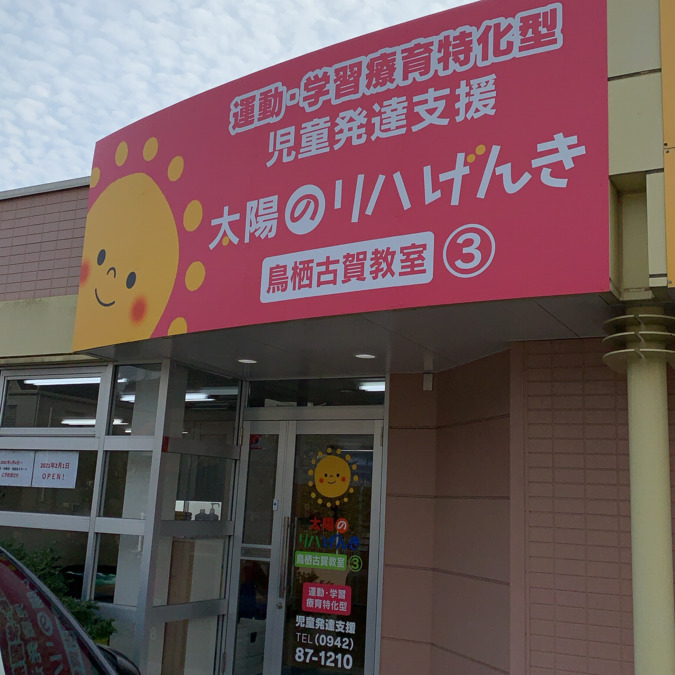 運動・学習療育特化型
児童発達支援
太陽のリハげんき
鳥栖古賀教室 ③
2021年2月1日
OPEN!
太陽の
リハげんき
鳥栖古賀教室 ③
運動・学習
療育特化型
児童発達支援
TEL(0942)
87-1210